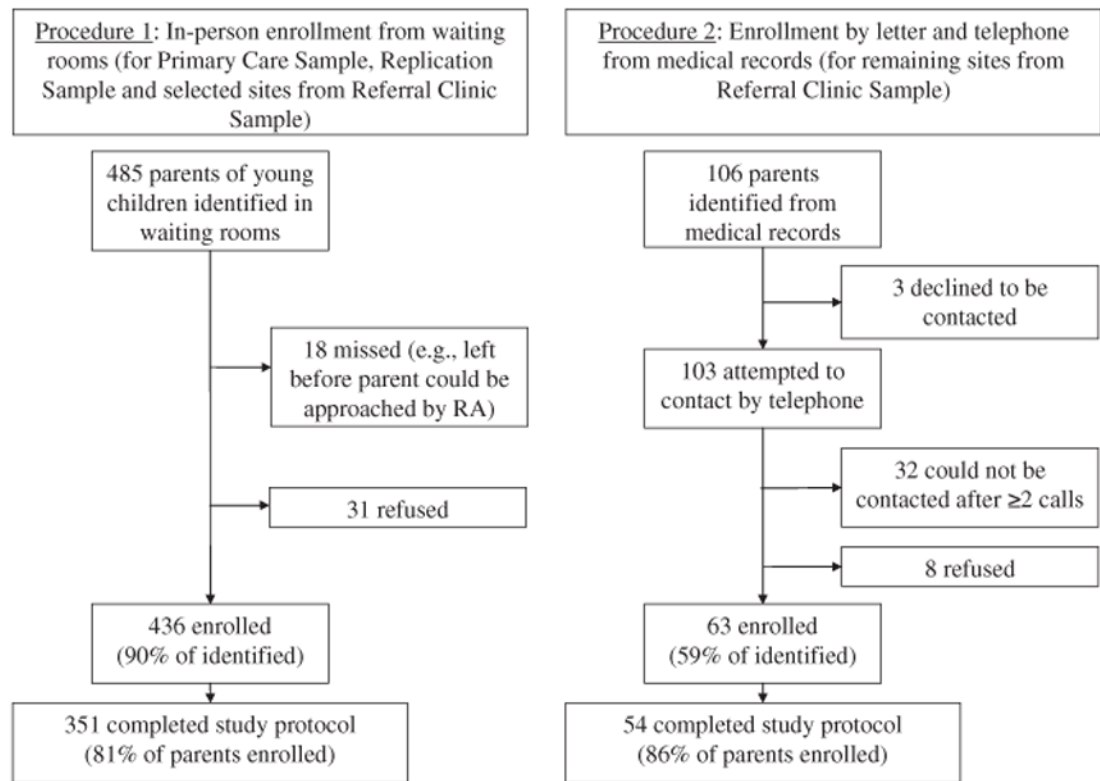 Procedure 1: In-person enrollment from waiting
rooms (for Primary Care Sample, Replication
Sample and selected sites from Referral Clinic
Sample)
485 parents of young
children identified in
waiting rooms
18 missed (e.g., left
before parent could be
approached by RA)
31 refused
436 enrolled
(90% of identified)
351 completed study protocol
(81% of parents enrolled)
Procedure 2: Enrollment by letter and telephone
from medical records (for remaining sites from
Referral Clinic Sample)
106 parents
identified from
medical records
3 declined to be
contacted
103 attempted to
contact by telephone
32 could not be
contacted after ≥2 calls
8 refused
63 enrolled
(59% of identified)
54 completed study protocol
(86% of parents enrolled)